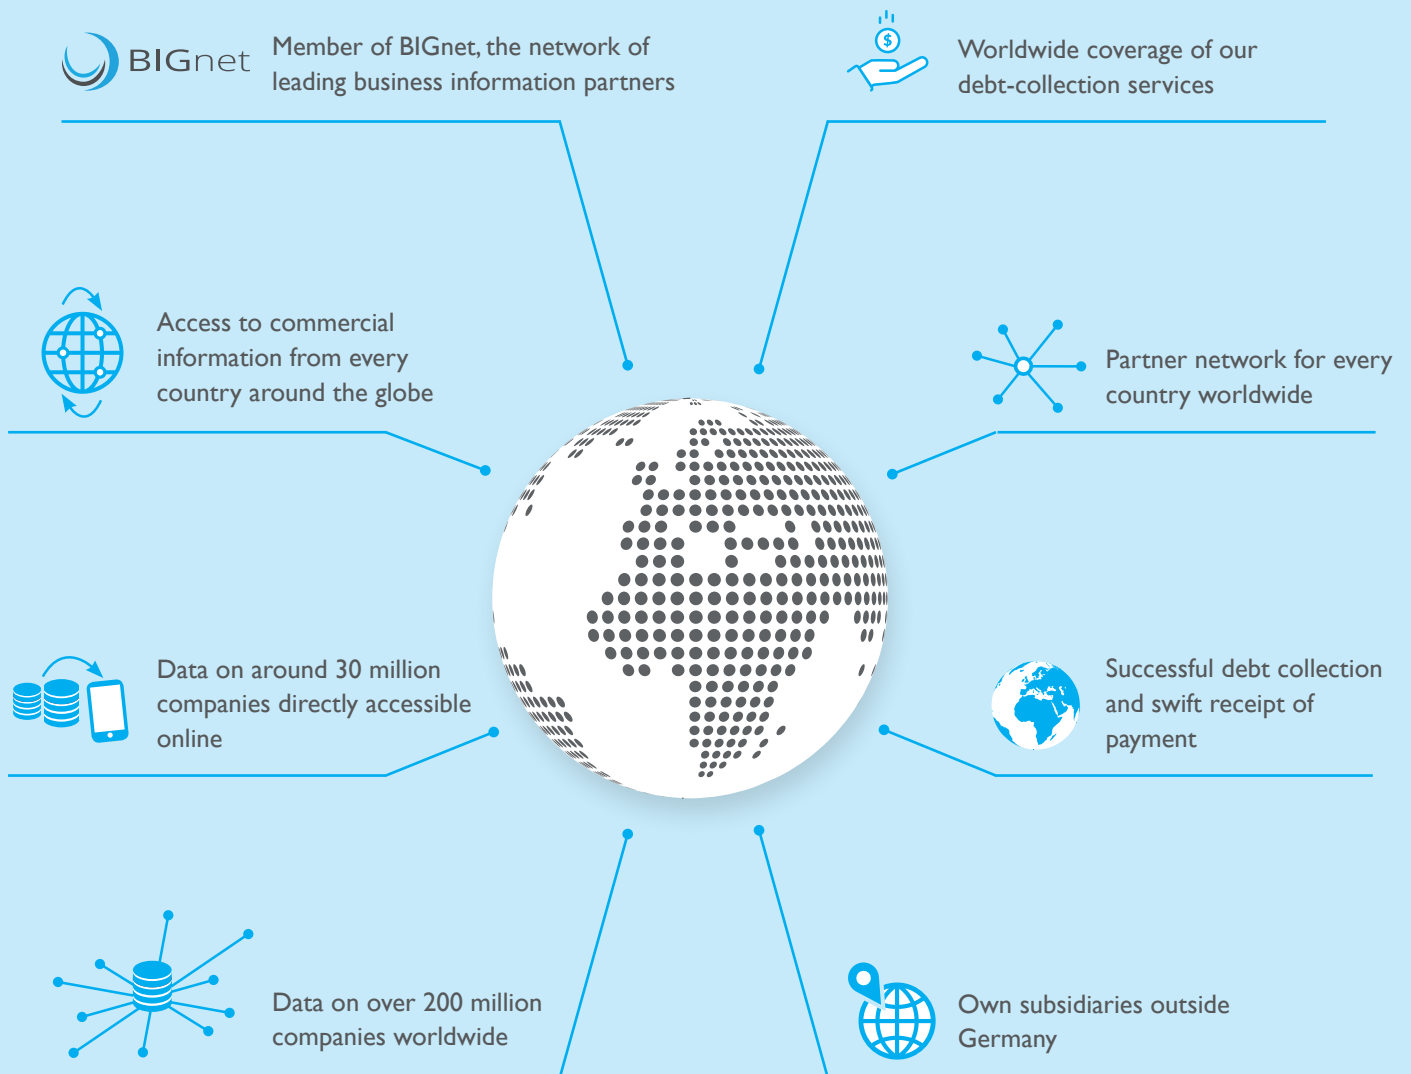 BIGnet
Member of BIGnet, the network of
leading business information partners
$
Worldwide coverage of our
debt-collection services
Access to commercial
information from every
country around the globe
Partner network for every
country worldwide
Data on around 30 million
companies directly accessible
online
Successful debt collection
and swift receipt of
payment
Data on over 200 million
companies worldwide
Own subsidiaries outside
Germany